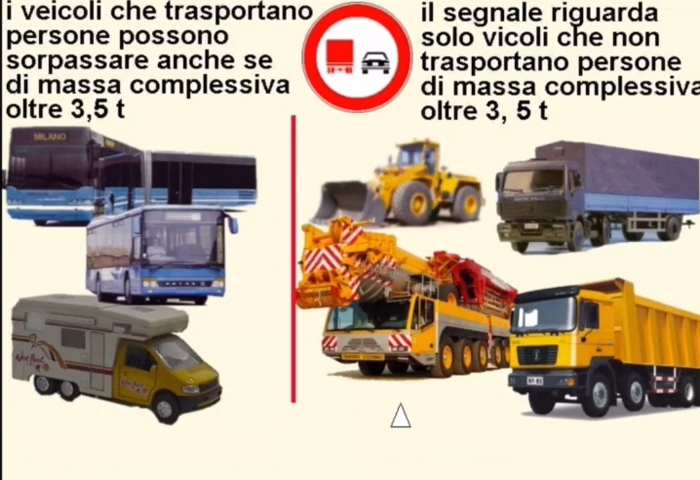 i veicoli che trasportano
persone possono
sorpassare anche se
di massa complessiva
oltre 3,5 t
il segnale riguarda
solo vicoli che non
trasportano persone
di massa complessiva
oltre 3, 5 t
MILANO